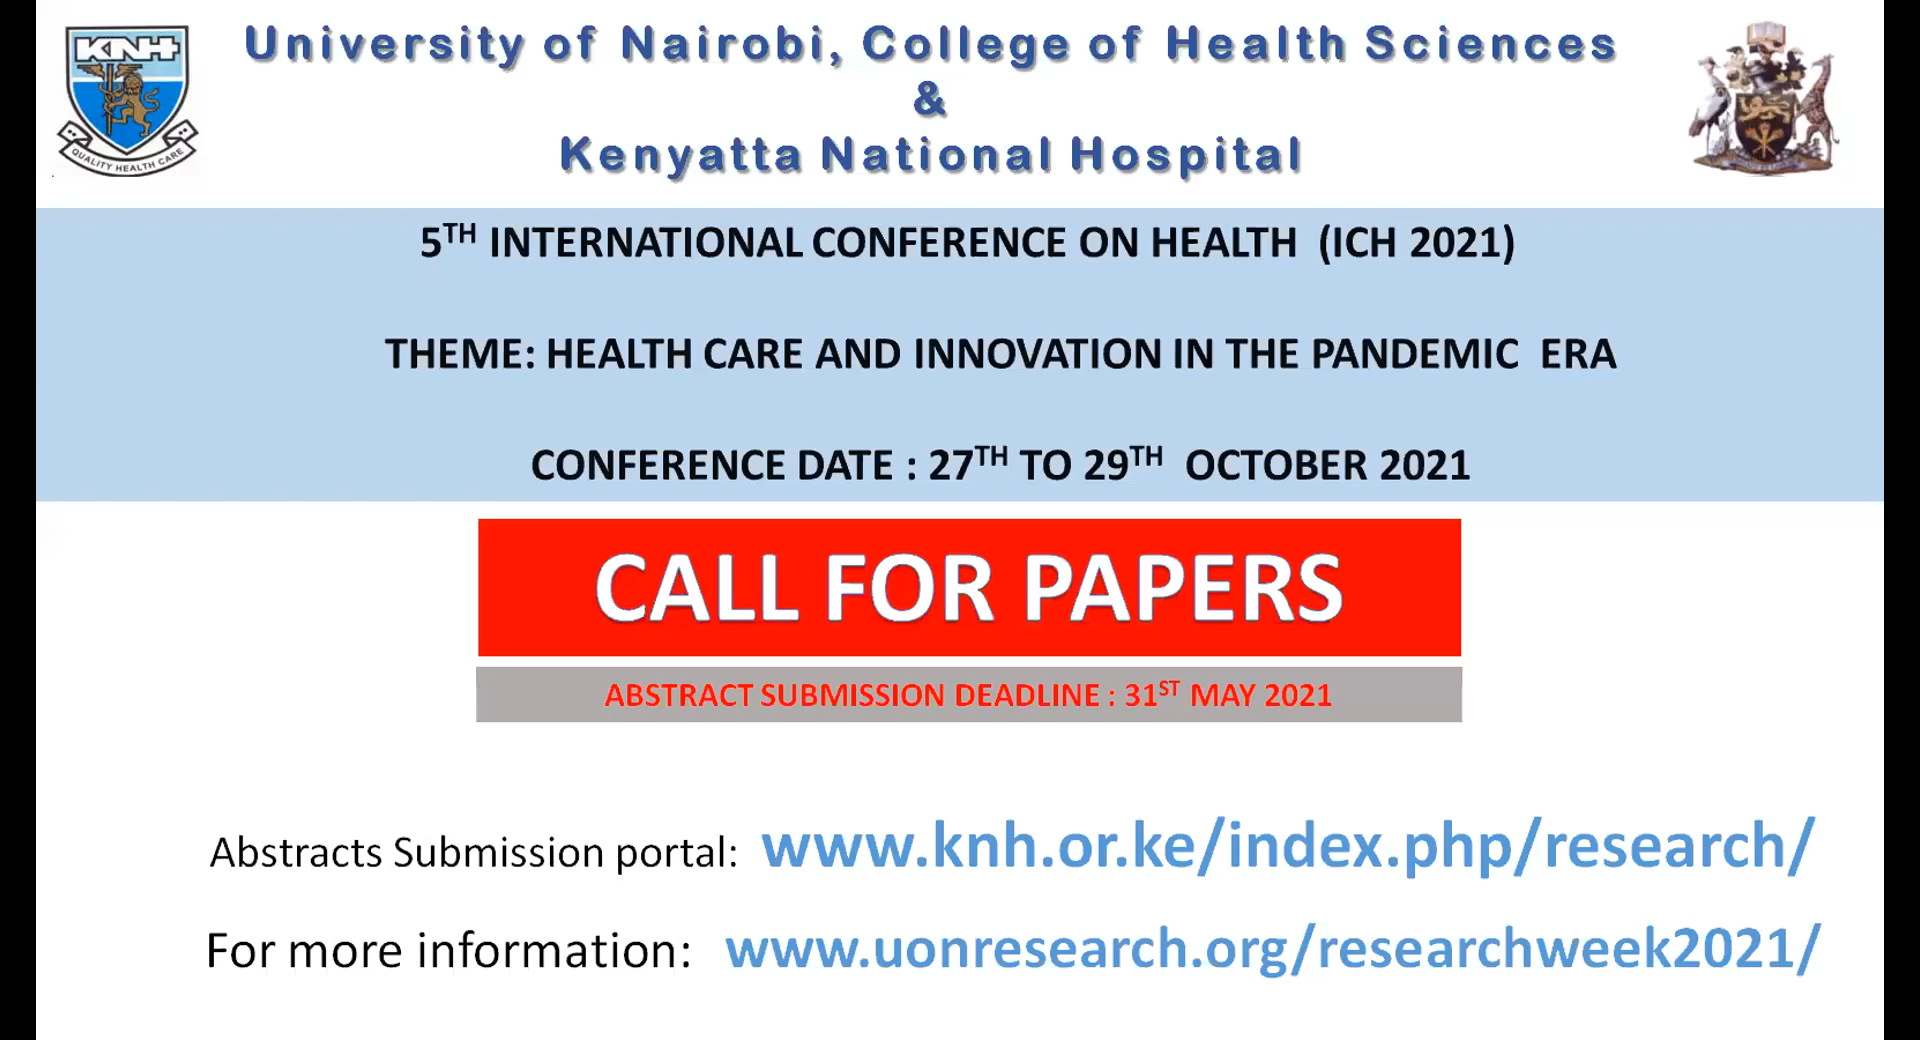 KNH
QUALITY HEALTH CARE
University of Nairobi, College of Health Sciences
&
Kenyatta National Hospital
5TH INTERNATIONAL CONFERENCE ON HEALTH (ICH 2021)
THEME: HEALTH CARE AND INNOVATION IN THE PANDEMIC ERA
CONFERENCE DATE : 27TH TO 29TH OCTOBER 2021
CALL FOR PAPERS
ABSTRACT SUBMISSION DEADLINE : 31ST MAY 2021
Abstracts Submission portal: www.knh.or.ke/index.php/research/
For more information: www.uonresearch.org/researchweek2021/